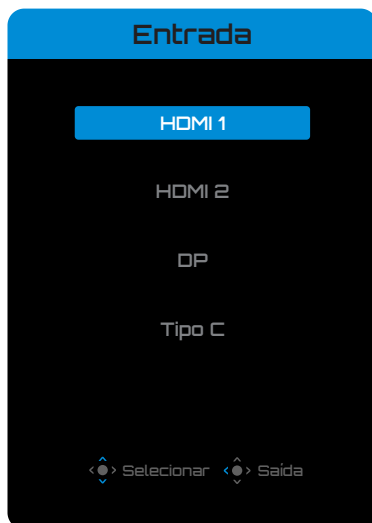 Entrada
HDMI 1
HDMI 2
DP
Tipo C
Selecionar Saída